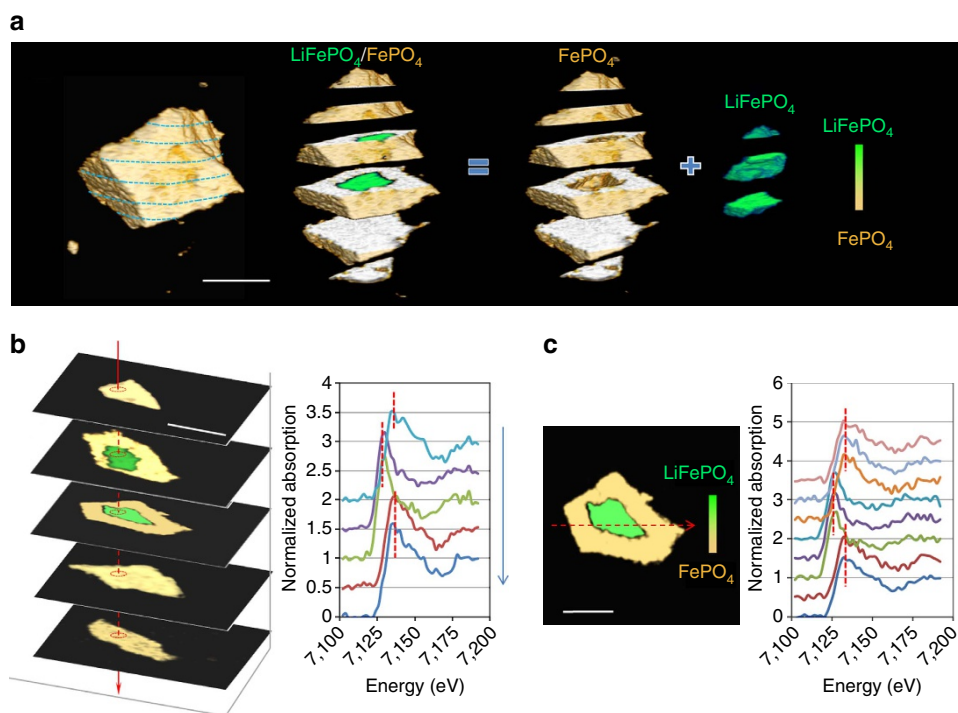 a
LiFePO4/FePO4
FePO4
LiFePO4
LiFePO4
FePO4
b
Normalized absorption
4
3.5
3
2.5
2
1.5
1
0.5
0
7,100
7,125
7,150
7,175
7,200
Energy (eV)
c
LiFePO4
FePO4
Normalized absorption
6
5
4
3
2
1
0
7,100
7,125
7,150
7,175
7,200
Energy (eV)